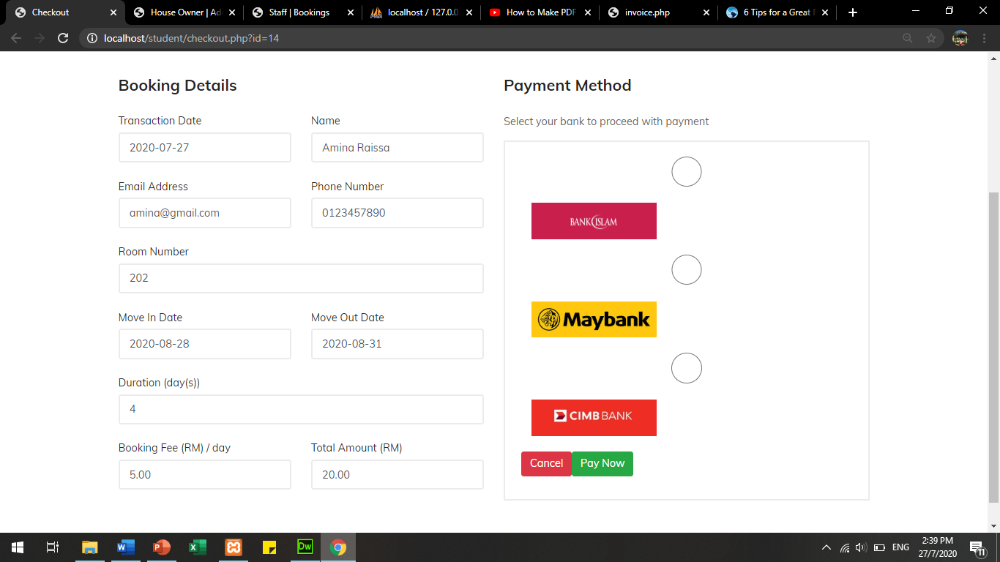 Checkout
House Owner | Ad
Staff | Bookings
localhost / 127.0.0
How to Make PDF
invoice.php
6 Tips for a Great
localhost/student/checkout.php?id=14
Booking Details
Transaction Date
Name
2020-07-27
Amina Raissa
Email Address
Phone Number
amina@gmail.com
0123457890
Room Number
202
Move In Date
Move Out Date
2020-08-28
2020-08-31
Duration (day(s))
4
Booking Fee (RM) / day
Total Amount (RM)
5.00
20.00
Payment Method
Select your bank to proceed with payment
BANK ISLAM
Maybank
CIMB BANK
Cancel
Pay Now
Dw
ENG
2:39 PM
27/7/2020
11